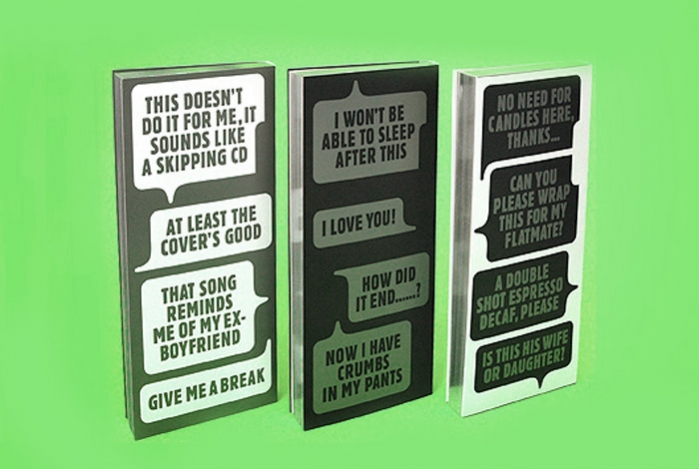 THIS DOESN'T
DO IT FOR ME, IT
SOUNDS LIKE
A SKIPPING CD
AT LEAST THE
COVER'S GOOD
THAT SONG
REMINDS
ME OF MY EX-
BOYFRIEND
GIVE ME A BREAK
I WON'T BE
ABLE TO SLEEP
AFTER THIS
I LOVE YOU!
HOW DID
IT END......?
NOW I HAVE
CRUMBS
IN MY PANTS
NO NEED FOR
CANDLES HERE,
THANKS...
CAN YOU
PLEASE WRAP
THIS FOR MY
FLATMATE?
A DOUBLE
SHOT ESPRESSO
DECAF, PLEASE
IS THIS HIS WIFE
OR DAUGHTER?